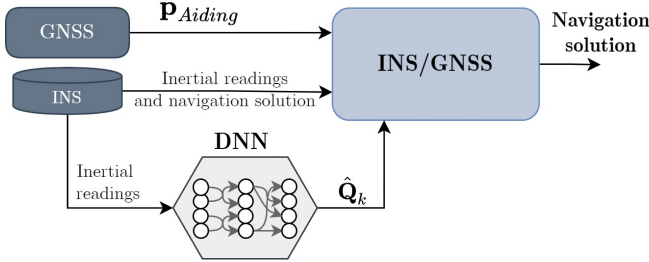 GNSS
𝐩_Aiding
INS/GNSS
Navigation
solution
INS
Inertial readings
and navigation solution
DNN
Inertial
readings
𝐐̂_k